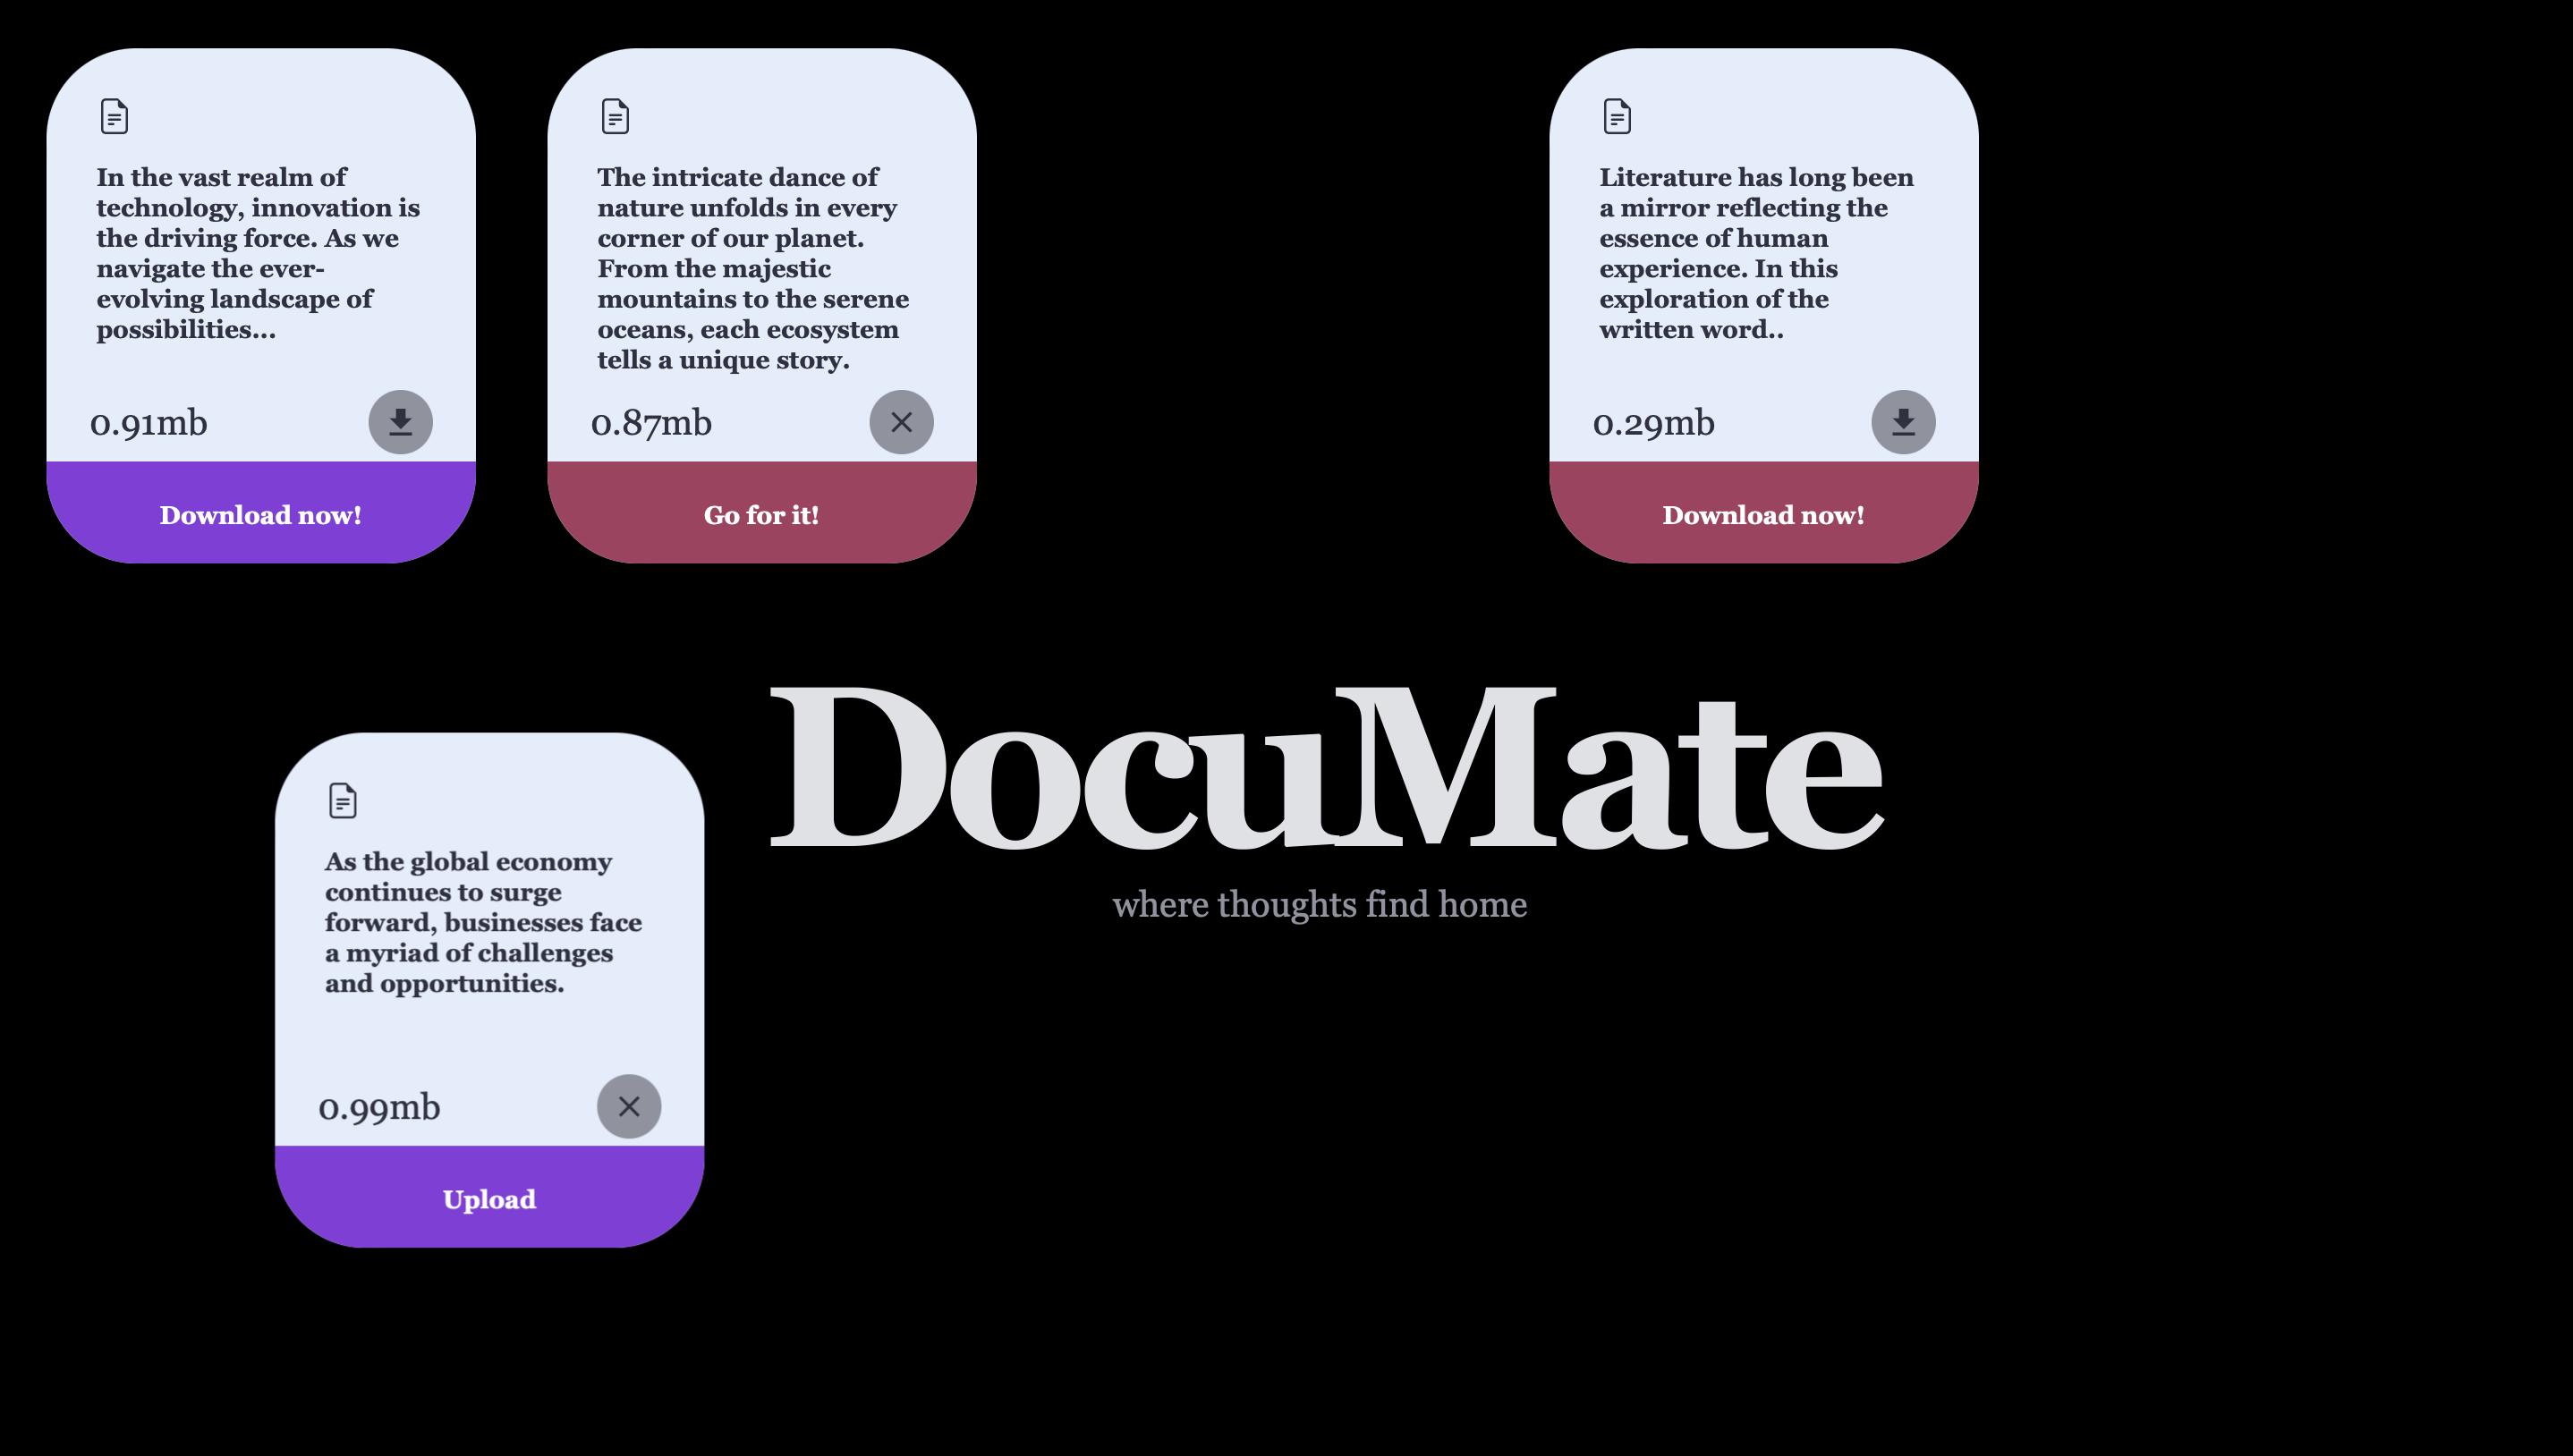 In the vast realm of
technology, innovation is
the driving force. As we
navigate the ever-
evolving landscape of
possibilities...
0.91mb
Download now!
The intricate dance of
nature unfolds in every
corner of our planet.
From the majestic
mountains to the serene
oceans, each ecosystem
tells a unique story.
0.87mb
Go for it!
Literature has long been
a mirror reflecting the
essence of human
experience. In this
exploration of the
written word..
0.29mb
Download now!
DocuMate
where thoughts find home
As the global economy
continues to surge
forward, businesses face
a myriad of challenges
and opportunities.
0.99mb
Upload